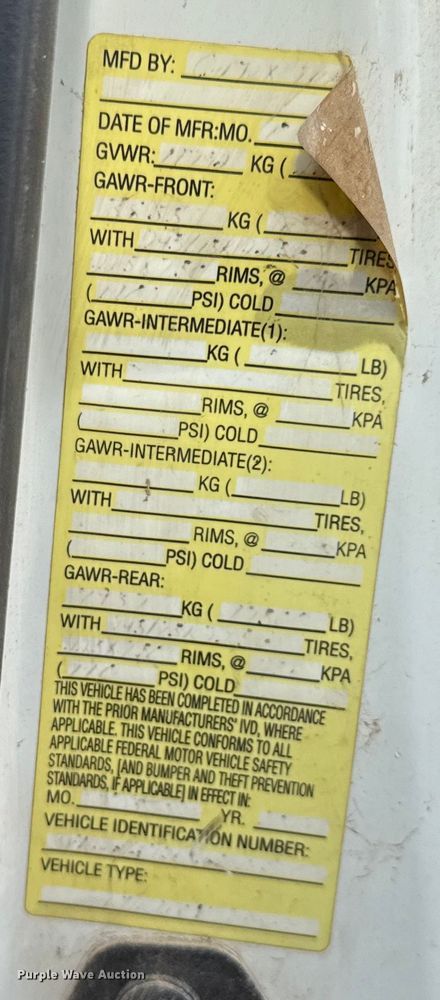 MFD BY:
DATE OF MFR:MO.
GVWR: KG (
GAWR-FRONT:
KG (
WITH TIRES
RIMS, @ KPA
( PSI) COLD
GAWR-INTERMEDIATE(1):
KG ( LB)
WITH TIRES,
RIMS, @ KPA
( PSI) COLD
GAWR-INTERMEDIATE(2):
KG ( LB)
WITH TIRES,
RIMS, @ KPA
( PSI) COLD
GAWR-REAR:
KG ( LB)
WITH TIRES,
RIMS, @ KPA
( PSI) COLD
THIS VEHICLE HAS BEEN COMPLETED IN ACCORDANCE
WITH THE PRIOR MANUFACTURERS' IVD, WHERE
APPLICABLE. THIS VEHICLE CONFORMS TO ALL
APPLICABLE FEDERAL MOTOR VEHICLE SAFETY
STANDARDS, [AND BUMPER AND THEFT PREVENTION
STANDARDS, IF APPLICABLE] IN EFFECT IN:
MO. YR.
VEHICLE IDENTIFICATION NUMBER:
VEHICLE TYPE:
Purple Wave Auction